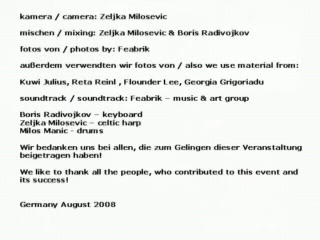 kamera / camera: Zeljka Milosevic
mischen / mixing: Zeljka Milosevic & Boris Radivojkov
fotos von / photos by: Feabrik
außerdem verwendten wir fotos von / also we use material from:
Kuwi Julius, Reta Reinl , Flounder Lee, Georgia Grigoriadu
soundtrack / soundtrack: Feabrik – music & art group
Boris Radivojkov – keyboard
Zeljka Milosevic – celtic harp
Milos Manic - drums
Wir bedanken uns bei allen, die zum Gelingen dieser Veranstaltung
beigetragen haben!
We like to thank all the people, who contributed to this event and
its success!
Germany August 2008